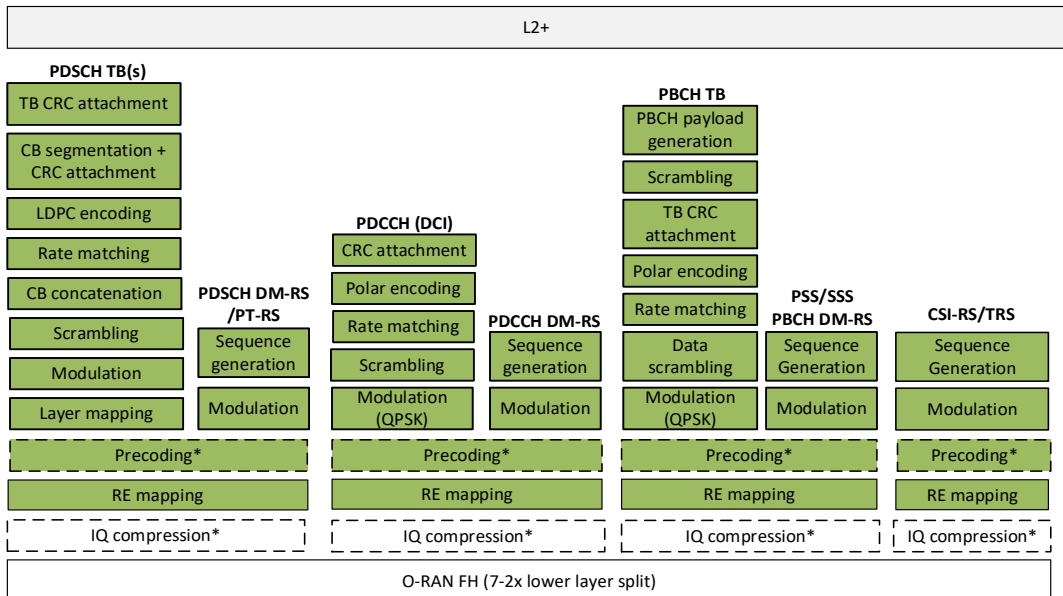 L2+
PDSCH TB(s)
TB CRC attachment
CB segmentation +
CRC attachment
LDPC encoding
Rate matching
CB concatenation
Scrambling
Modulation
Layer mapping
PDSCH DM-RS
/PT-RS
Sequence
generation
Modulation
Precoding*
RE mapping
IQ compression*
PDCCH (DCI)
CRC attachment
Polar encoding
Rate matching
Scrambling
Modulation
(QPSK)
PDCCH DM-RS
Sequence
generation
Modulation
Precoding*
RE mapping
IQ compression*
PBCH TB
PBCH payload
generation
Scrambling
TB CRC
attachment
Polar encoding
Rate matching
Data
scrambling
Modulation
(QPSK)
PSS/SSS
PBCH DM-RS
Sequence
Generation
Modulation
Precoding*
RE mapping
IQ compression*
CSI-RS/TRS
Sequence
Generation
Modulation
Precoding*
RE mapping
IQ compression*
O-RAN FH (7-2x lower layer split)